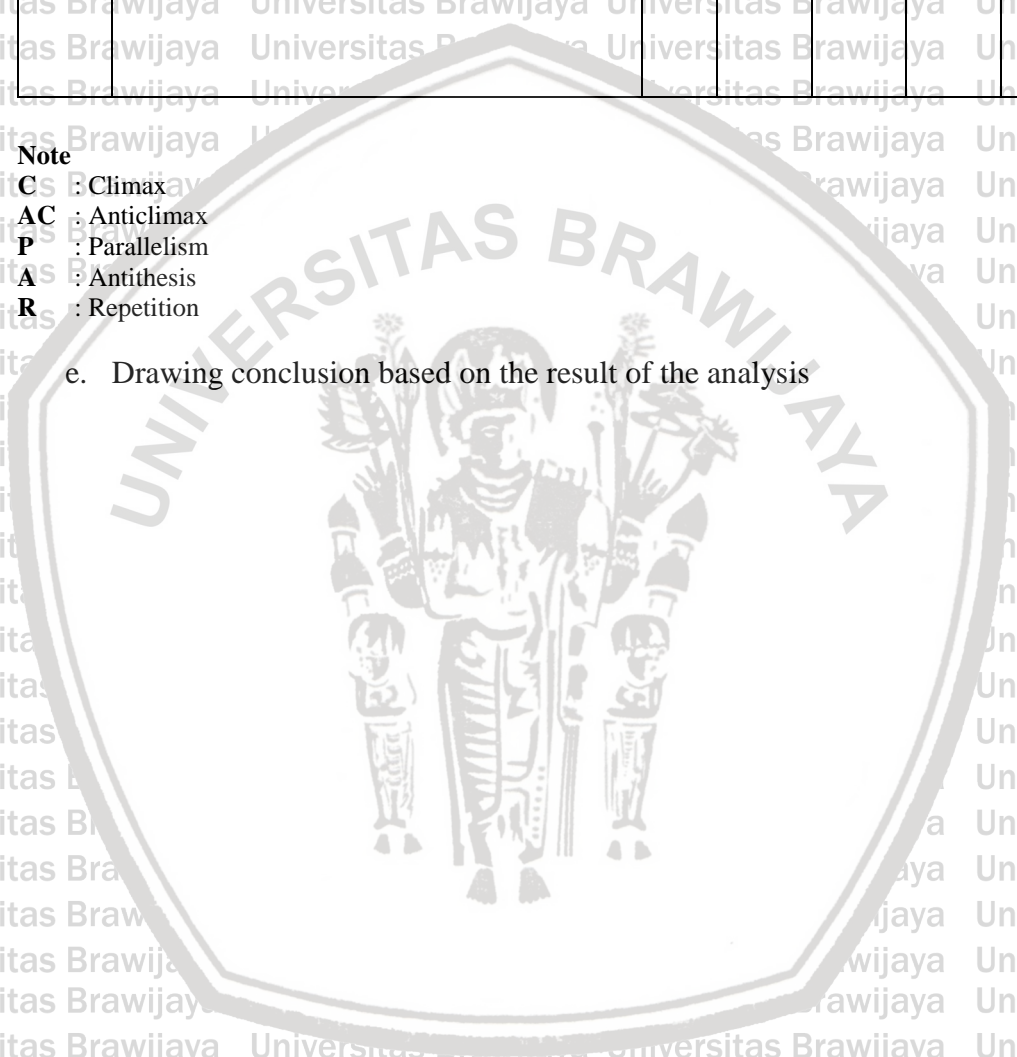 Note
C : Climax
AC : Anticlimax
P : Parallelism
A : Antithesis
R : Repetition
e. Drawing conclusion based on the result of the analysis
UNIVERSITAS BRAWIJAYA